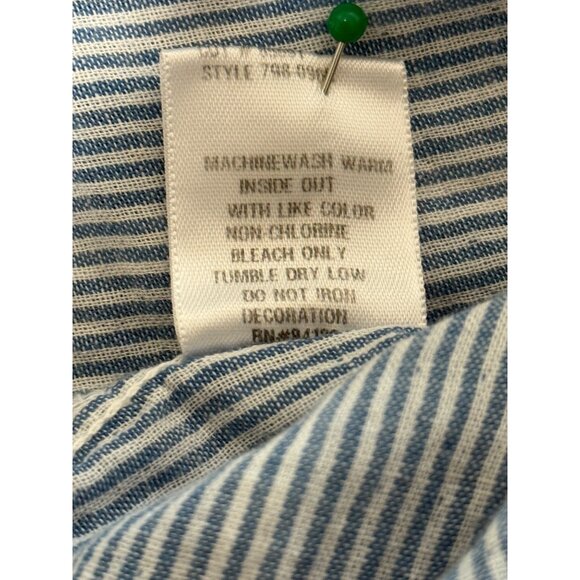 STYLE 798
MACHINEWASH WARM
INSIDE OUT
WITH LIKE COLOR
NON CHLORINE
BLEACH ONLY
TUMBLE DRY LOW
DO NOT IRON
DECORATION